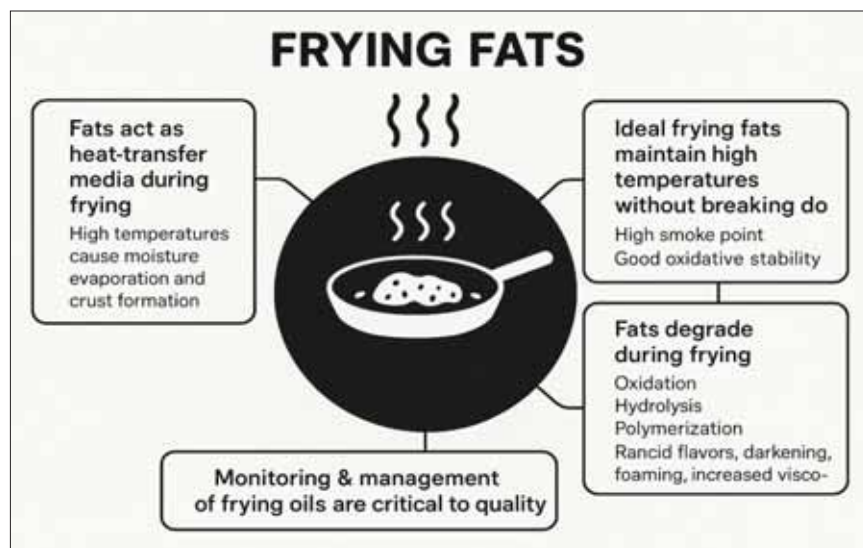 FRYING FATS
Fats act as
heat-transfer
media during
frying
High temperatures
cause moisture
evaporation and
crust formation
Ideal frying fats
maintain high
temperatures
without breaking do
High smoke point
Good oxidative stability
Fats degrade
during frying
Oxidation
Hydrolysis
Polymerization
Rancid flavors, darkening,
foaming, increased visco-
Monitoring & management
of frying oils are critical to quality